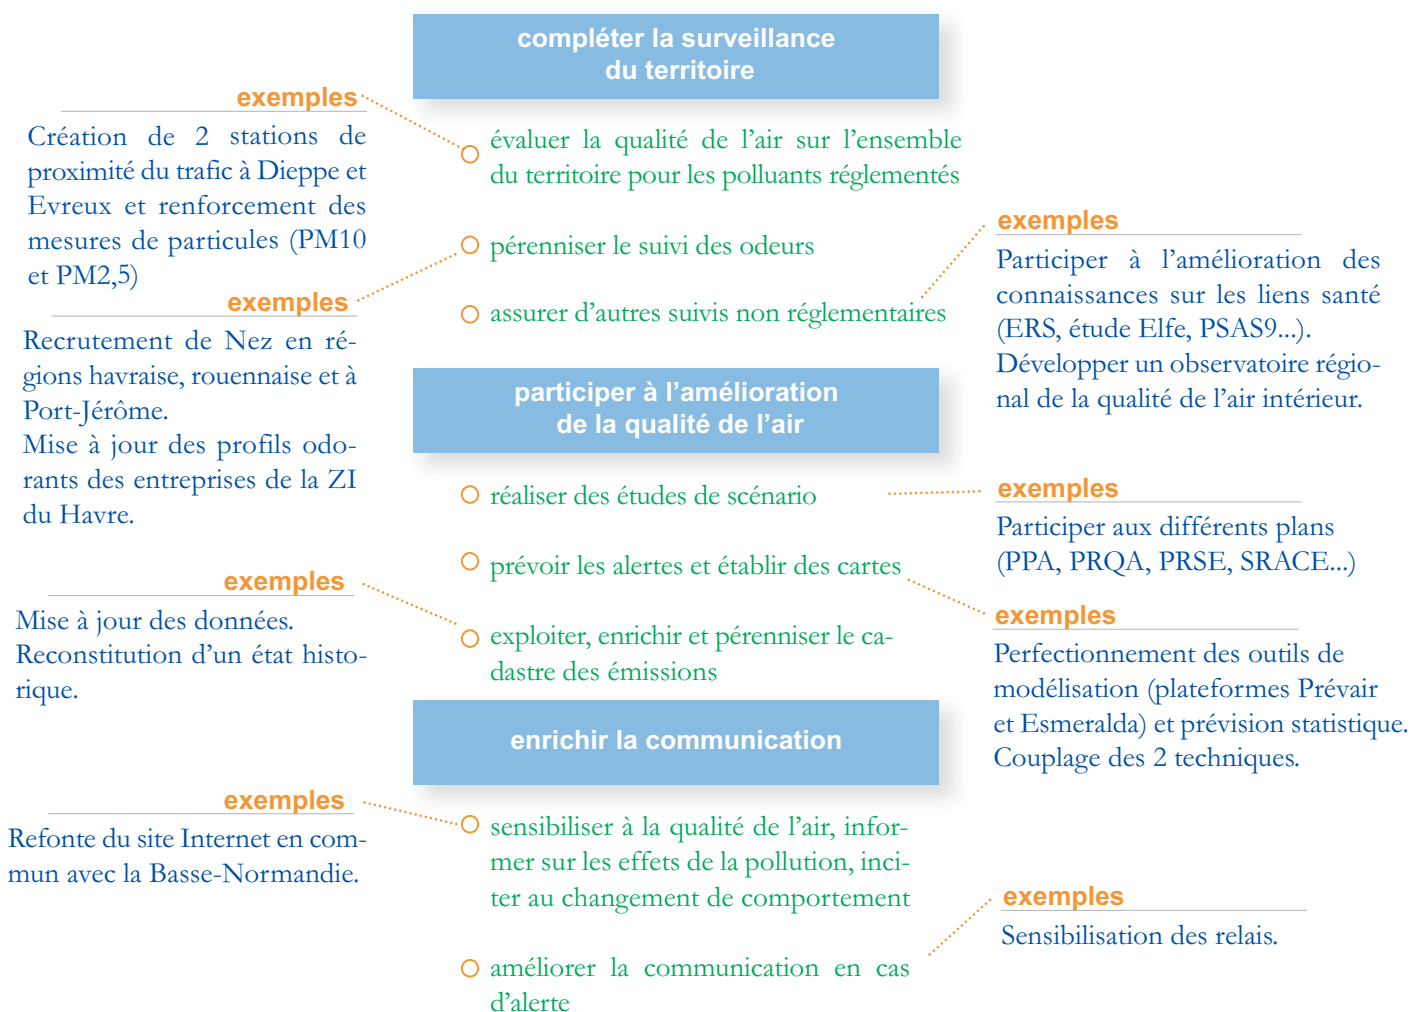 compléter la surveillance
du territoire
exemples
Création de 2 stations de
proximité du trafic à Dieppe et
Evreux et renforcement des
mesures de particules (PM10
et PM2,5)
évaluer la qualité de l’air sur l’ensemble
du territoire pour les polluants réglementés
exemples
Recrutement de Nez en ré-
gions havraise, rouennaise et à
Port-Jérôme.
Mise à jour des profils odo-
rants des entreprises de la ZI
du Havre.
pérenniser le suivi des odeurs
assurer d’autres suivis non réglementaires
exemples
Participer à l’amélioration des
connaissances sur les liens santé
(ERS, étude Elfe, PSAS9...).
Développer un observatoire régio-
nal de la qualité de l’air intérieur.
participer à l’amélioration
de la qualité de l’air
réaliser des études de scénario
exemples
Participer aux différents plans
(PPA, PRQA, PRSE, SRACE...)
prévoir les alertes et établir des cartes
exemples
Perfectionnement des outils de
modélisation (plateformes Prévair
et Esmeralda) et prévision statistique.
Couplage des 2 techniques.
exemples
Mise à jour des données.
Reconstitution d’un état histo-
rique.
exploiter, enrichir et pérenniser le ca-
dastre des émissions
enrichir la communication
exemples
Refonte du site Internet en com-
mun avec la Basse-Normandie.
sensibiliser à la qualité de l’air, infor-
mer sur les effets de la pollution, inci-
ter au changement de comportement
exemples
Sensibilisation des relais.
améliorer la communication en cas
d’alerte